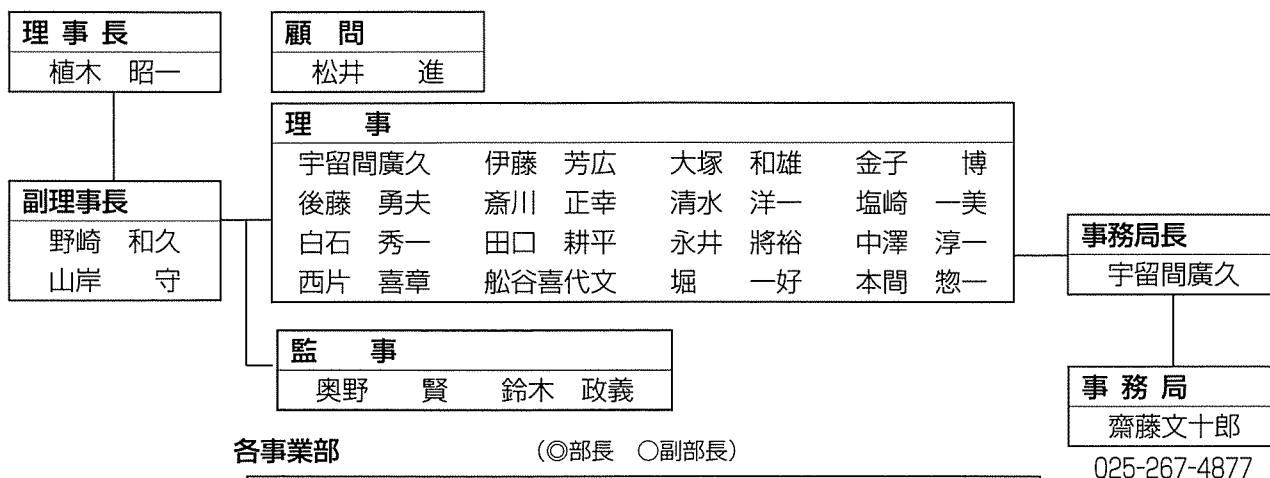 理事長
植木 昭一
顧問
松井 進
理事
宇留間廣久 伊藤 芳広 大塚 和雄 金子 博
後藤 勇夫 斎川 正幸 清水 洋一 塩崎 一美
白石 秀一 田口 耕平 永井 將裕 中澤 淳一
西片 喜章 舩谷喜代文 堀 一好 本間 惣一
副理事長
野崎 和久
山岸 守
事務局長
宇留間廣久
監事
奥野 賢 鈴木 政義
事務局
齋藤文十郎
025-267-4877
各事業部 (◎部長 ○副部長)